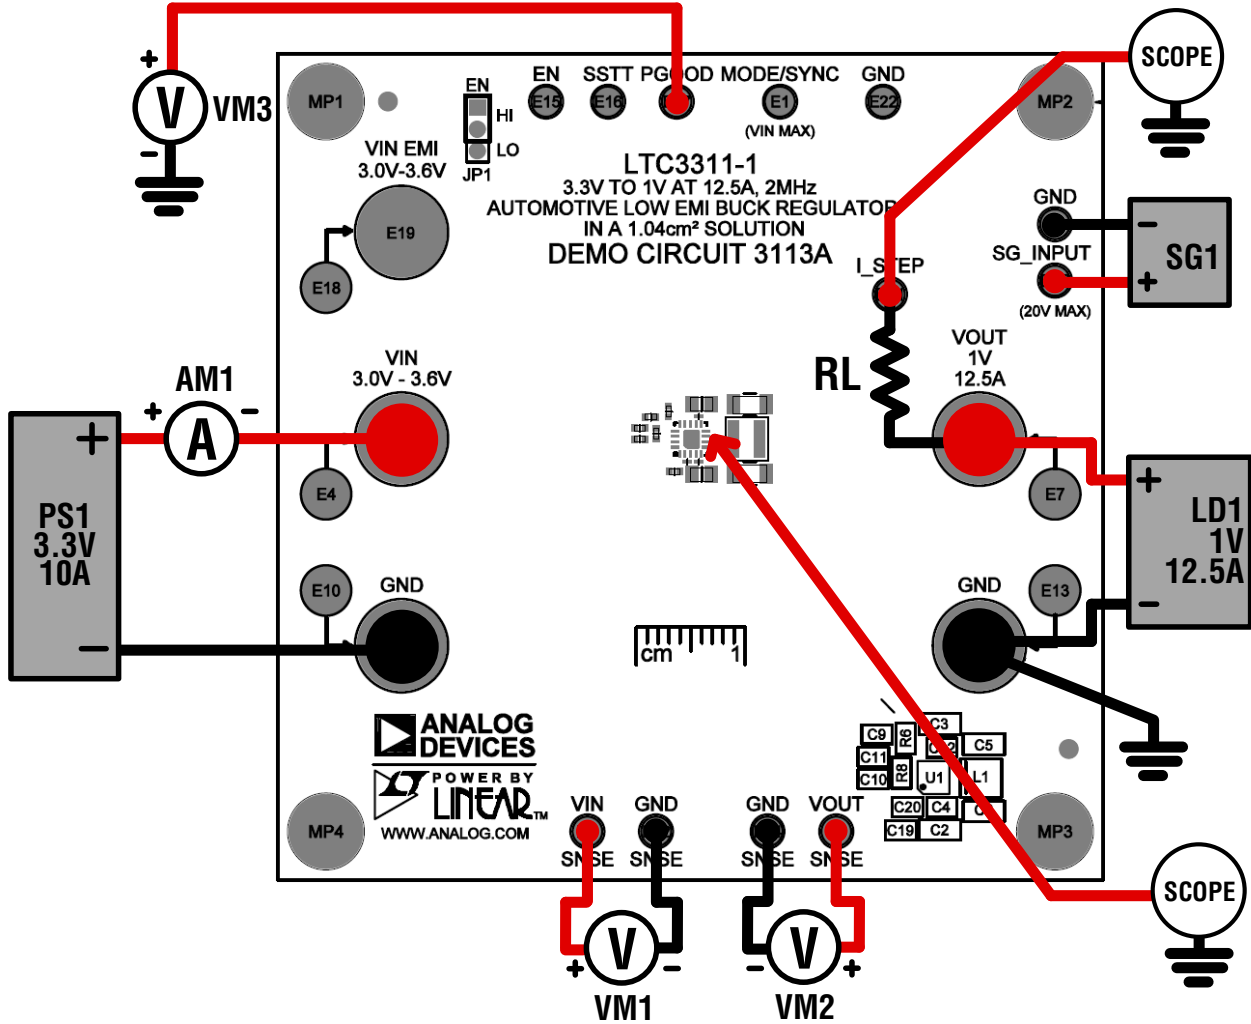 SCOPE
+
V
VM3
−
MP1
EN
HI
LO
JP1
EN
E15
SSTT
E16
PGOOD
MODE/SYNC
E1
(VIN MAX)
GND
E22
MP2
VIN EMI
3.0V-3.6V
E19
E18
LTC3311-1
3.3V TO 1V AT 12.5A, 2MHz
AUTOMOTIVE LOW EMI BUCK REGULATOR
IN A 1.04cm² SOLUTION
DEMO CIRCUIT 3113A
GND
SG_INPUT
(20V MAX)
−
SG1
+
I_STEP
RL
VOUT
1V
12.5A
VIN
3.0V - 3.6V
AM1
+
A
−
+
PS1
3.3V
10A
−
E4
E10
GND
E7
E13
GND
+
LD1
1V
12.5A
−
cm
1
ANALOG
DEVICES
POWER BY
LINEAR™
WWW.ANALOG.COM
C9
R6
C3
C5
C11
C10
R8
U1
L1
C20
C4
C19
C2
MP4
VIN
SNSE
GND
SNSE
GND
SNSE
VOUT
SNSE
MP3
SCOPE
+
V
−
VM1
−
V
+
VM2